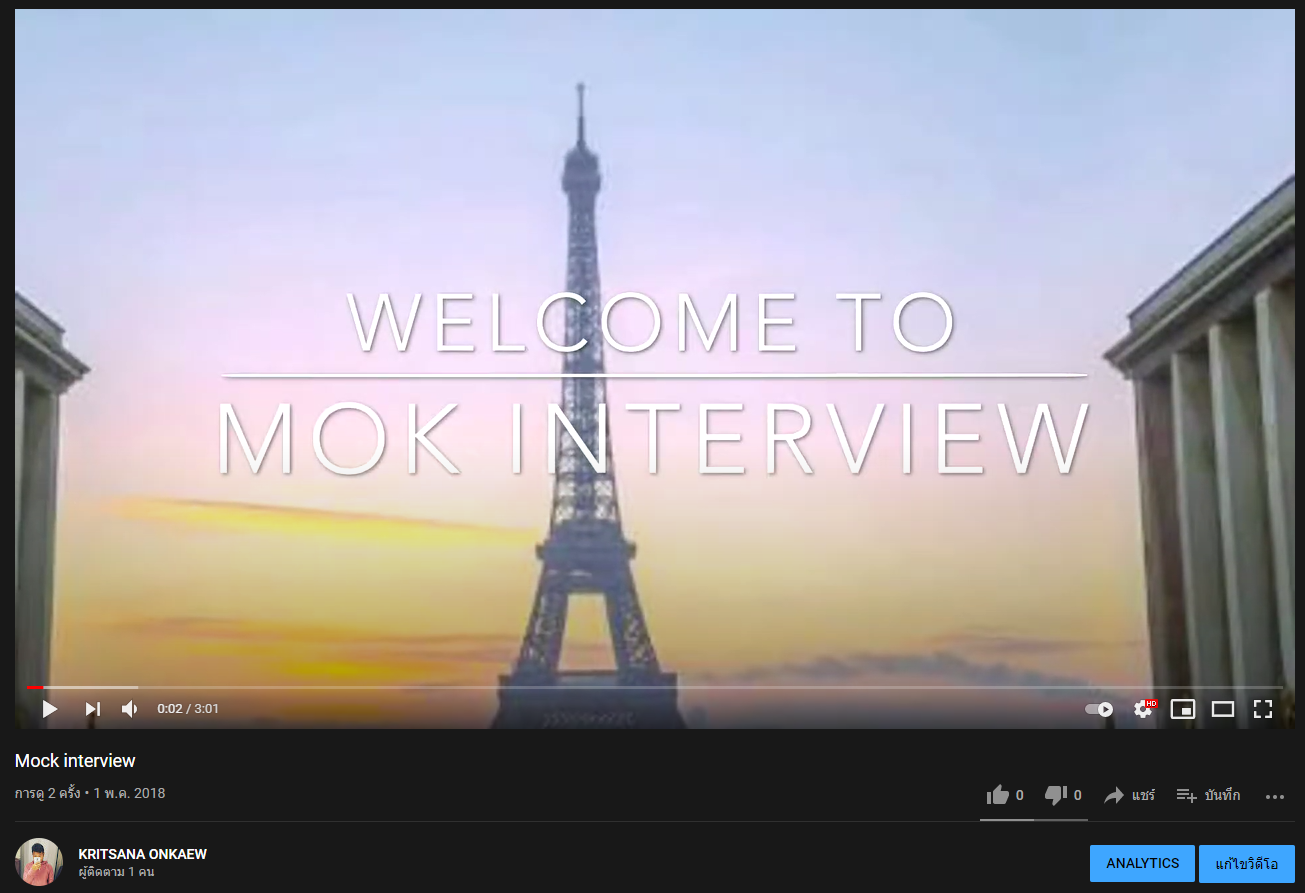 WELCOME TO
MOK INTERVIEW
0:02 / 3:01
HD
Mock interview
การดู 2 ครั้ง • 1 พ.ค. 2018
0
0
แชร์
บันทึก
KRITSANA ONKAEW
ผู้ติดตาม 1 คน
ANALYTICS
แก้ไขวิดีโอ